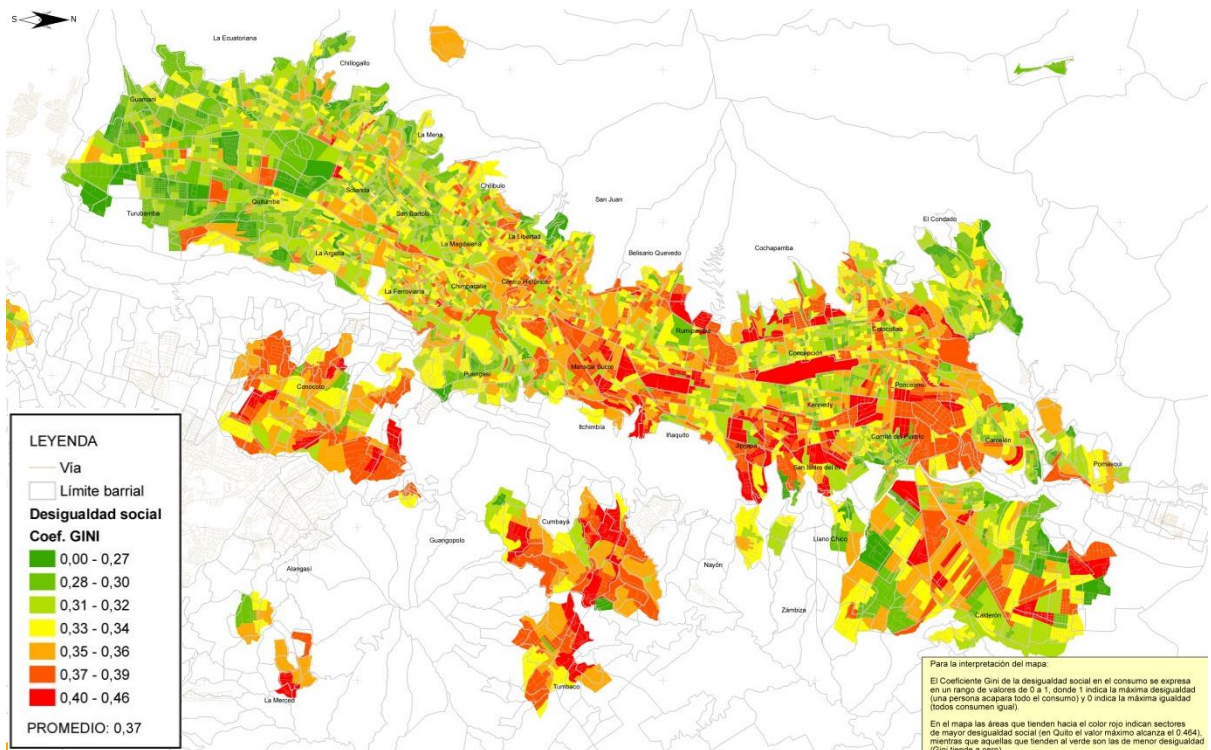 S N
La Ecuatoriana
Chillogallo
Guamaní
La Mena
Turubamba
Quitumbe
Solanda
San Bartolo
Chilibulo
La Argelia
La Magdalena
La Libertad
San Juan
La Ferroviaria
Chimbacalle
Centro Histórico
Belisario Quevedo
Cochapamba
El Condado
Rumipamba
Cotocollao
Concepción
Ponceano
Puengasí
Mariscal Sucre
Kennedy
Conocoto
Itchimbía
Iñaquito
Jipijapa
Comité del Pueblo
Carcelén
San Isidro del In
Pomasqui
Guangopolo
Cumbayá
Llano Chico
Nayón
Zámbiza
Calderón
Alangasí
La Merced
Tumbaco
LEYENDA
Vía
Límite barrial
Desigualdad social
Coef. GINI
0,00 - 0,27
0,28 - 0,30
0,31 - 0,32
0,33 - 0,34
0,35 - 0,36
0,37 - 0,39
0,40 - 0,46
PROMEDIO: 0,37
Para la interpretación del mapa:
El Coeficiente Gini de la desigualdad social en el consumo se expresa
en un rango de valores de 0 a 1, donde 1 indica la máxima desigualdad
(una persona acapara todo el consumo) y 0 indica la máxima igualdad
(todos consumen igual).
En el mapa las áreas que tienden hacia el color rojo indican sectores
de mayor desigualdad social (en Quito el valor máximo alcanza el 0.464),
mientras que aquellas que tienden al verde son las de menor desigualdad
(Gini tiende a cero)